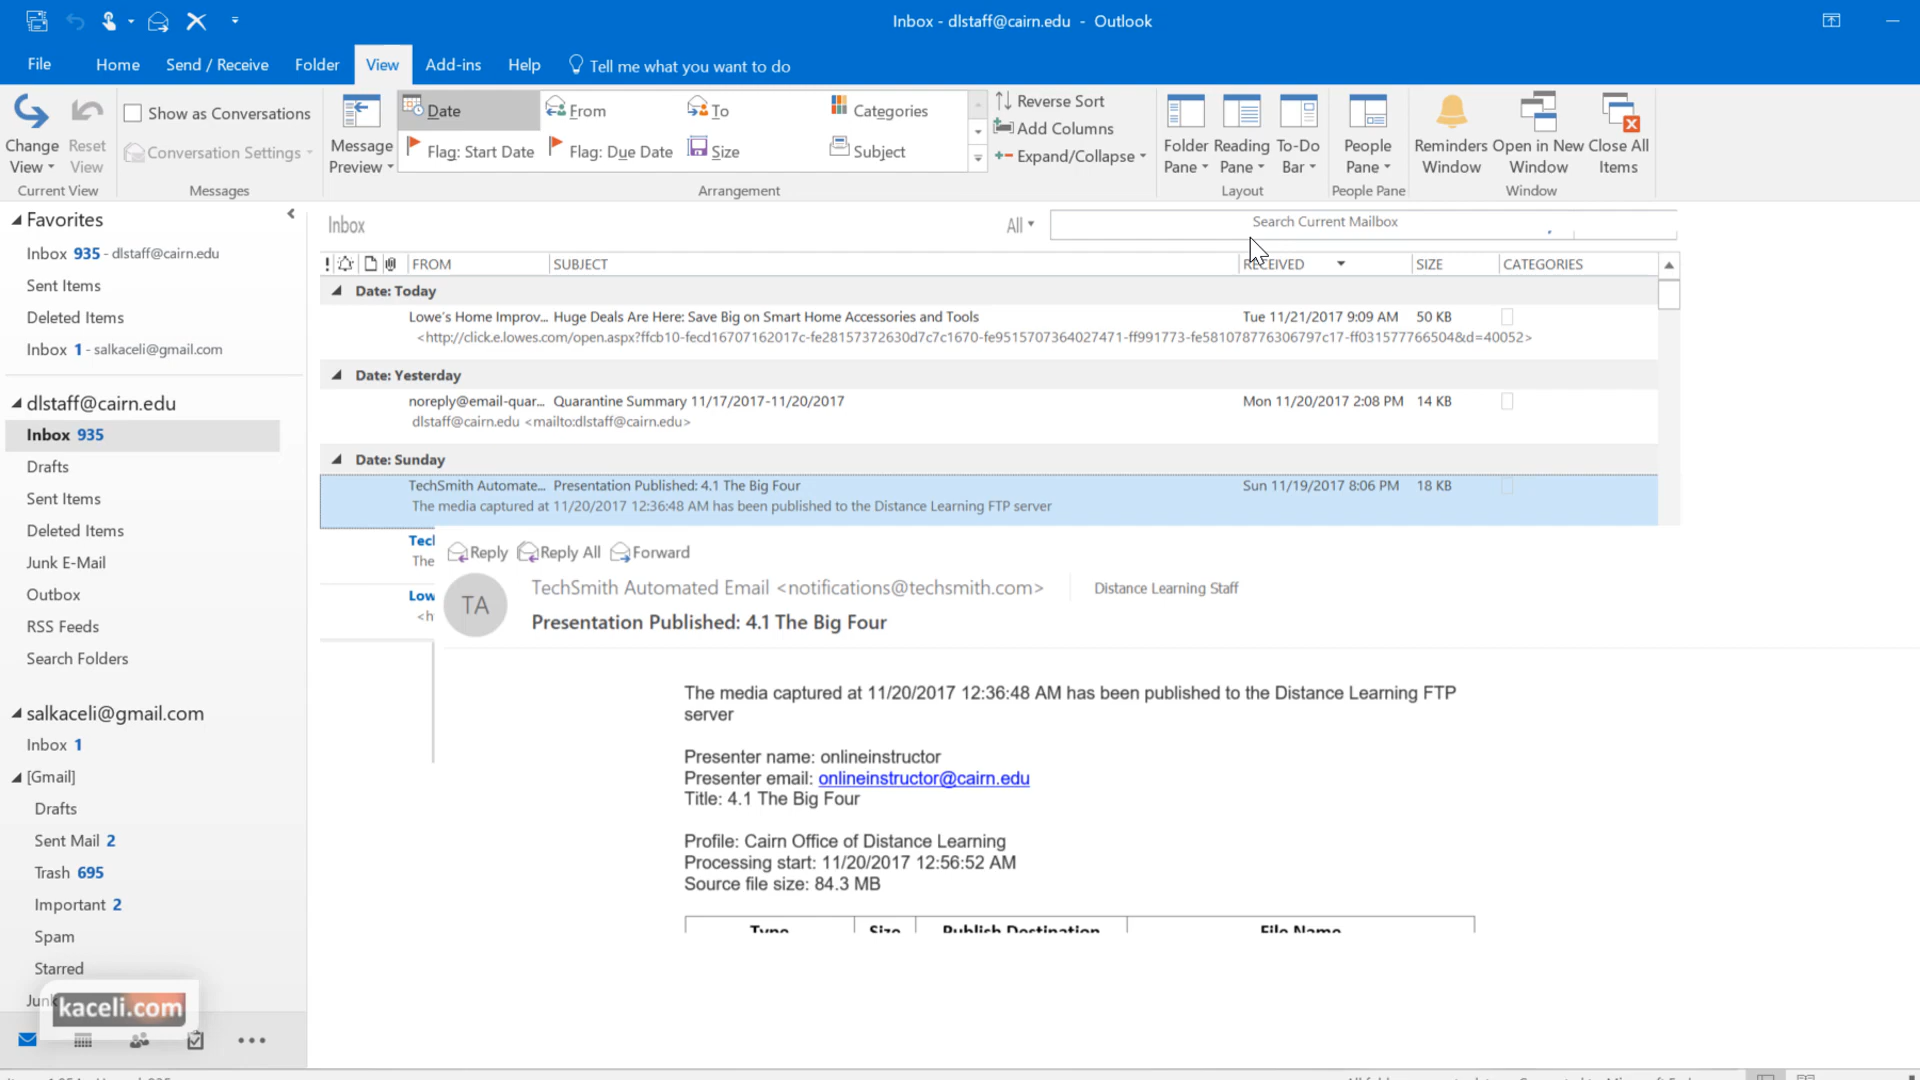 Inbox - dlstaff@cairn.edu - Outlook
File Home Send / Receive Folder View Add-ins Help Tell me what you want to do
Change View
Reset View
Current View
Show as Conversations
Conversation Settings
Messages
Message Preview
Date From To Categories
Flag: Start Date Flag: Due Date Size Subject
Arrangement
Reverse Sort
Add Columns
Expand/Collapse
Folder Pane
Reading Pane
To-Do Bar
Layout
People Pane
People Pane
Reminders Window
Open in New Window
Close All Items
Window
Favorites
Inbox 935 - dlstaff@cairn.edu
Sent Items
Deleted Items
Inbox 1 - salkaceli@gmail.com
dlstaff@cairn.edu
Inbox 935
Drafts
Sent Items
Deleted Items
Junk E-Mail
Outbox
RSS Feeds
Search Folders
salkaceli@gmail.com
Inbox 1
[Gmail]
Drafts
Sent Mail 2
Trash 695
Important 2
Spam
Starred
kaceli.com
Inbox All Search Current Mailbox
! FROM SUBJECT RECEIVED SIZE CATEGORIES
Date: Today
Lowe's Home Improv... Huge Deals Are Here: Save Big on Smart Home Accessories and Tools Tue 11/21/2017 9:09 AM 50 KB
<http://click.e.lowes.com/open.aspx?ffcb10-fecd16707162017c-fe28157372630d7c7c1670-fe9515707364027471-ff991773-fe581078776306797c17-ff031577766504&d=40052>
Date: Yesterday
noreply@email-quar... Quarantine Summary 11/17/2017-11/20/2017 Mon 11/20/2017 2:08 PM 14 KB
dlstaff@cairn.edu <mailto:dlstaff@cairn.edu>
Date: Sunday
TechSmith Automate... Presentation Published: 4.1 The Big Four Sun 11/19/2017 8:06 PM 18 KB
The media captured at 11/20/2017 12:36:48 AM has been published to the Distance Learning FTP server
The
Low
<h
Reply Reply All Forward
TA
TechSmith Automated Email <notifications@techsmith.com> Distance Learning Staff
Presentation Published: 4.1 The Big Four
The media captured at 11/20/2017 12:36:48 AM has been published to the Distance Learning FTP
server
Presenter name: onlineinstructor
Presenter email: onlineinstructor@cairn.edu
Title: 4.1 The Big Four
Profile: Cairn Office of Distance Learning
Processing start: 11/20/2017 12:56:52 AM
Source file size: 84.3 MB
Type Size Publish Destination File Name